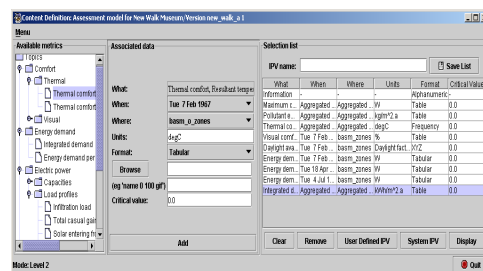 Content Definition: Assessment model for New Walk Museum/Version new_walk_a 1
Menu
Available metrics
Topics
Comfort
Thermal
Thermal comfort
Thermal comfort
Visual
Energy demand
Integrated demand
Energy demand per
Electric power
Capacities
Load profiles
Infiltration load
Total casual gain
Solar entering fr
Associated data
What: Thermal comfort, Resultant temper
When: Tue 7 Feb 1967
Where: basm_o_zones
Units: degC
Format: Tabular
Browse
(eg 'name 0 100 gif')
Critical value: 0.0
Add
Selection list
IPV name: Save List
What When Where Units Format Critical Value
Information - - - Alphanumeric -
Maximum c... Aggregated ... Aggregated ... W Table 0.0
Pollutant e... Aggregated ... Aggregated ... kg/m^2.a Table 0.0
Thermal co... Aggregated ... Aggregated ... degC Frequency 0.0
Visual comf... Tue 7 Feb ... basm_zones % Table 0.0
Daylight ava... Tue 7 Feb ... basm_zones Daylight fact... XYZ 0.0
Energy dem... Tue 7 Feb ... basm_zones W Tabular 0.0
Energy dem... Tue 18 Apr ... basm_zones W Tabular 0.0
Energy dem... Tue 4 Jul 1... basm_zones W Tabular 0.0
Integrated d... Aggregated ... Aggregated ... kWh/m^2.a Table 0.0
Clear Remove User Defined IPV System IPV Display
Mode: Level 2 Quit